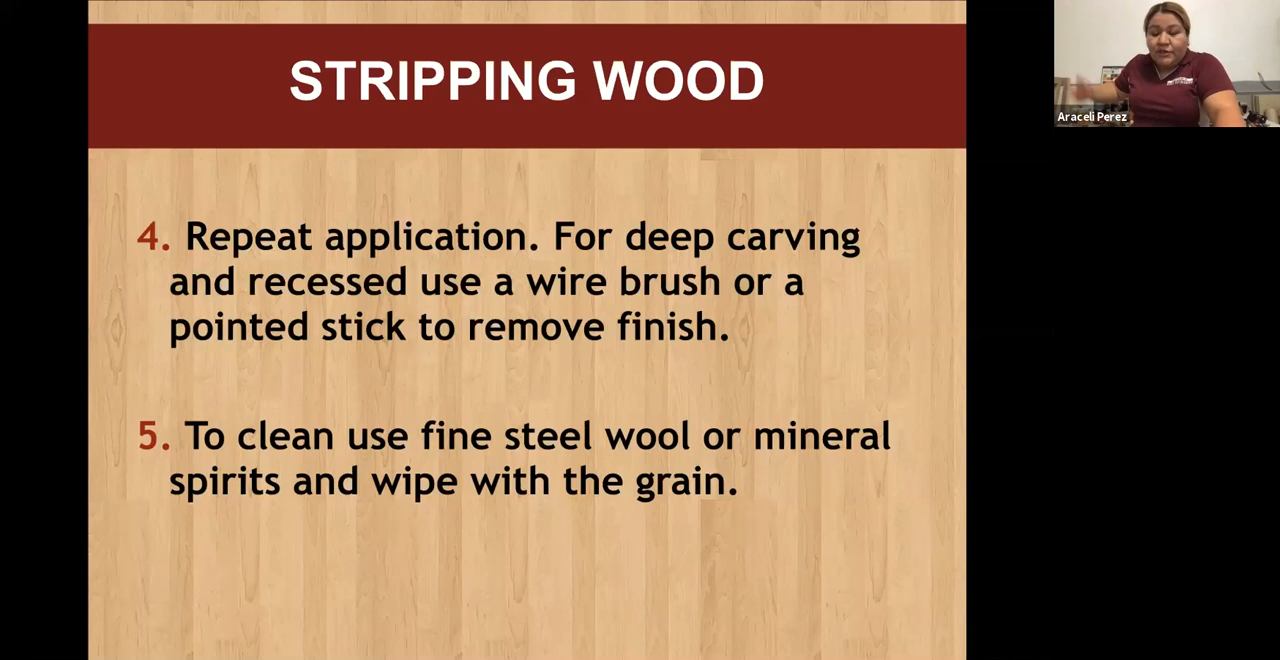 STRIPPING WOOD
4. Repeat application. For deep carving
and recessed use a wire brush or a
pointed stick to remove finish.
5. To clean use fine steel wool or mineral
spirits and wipe with the grain.
Araceli Perez